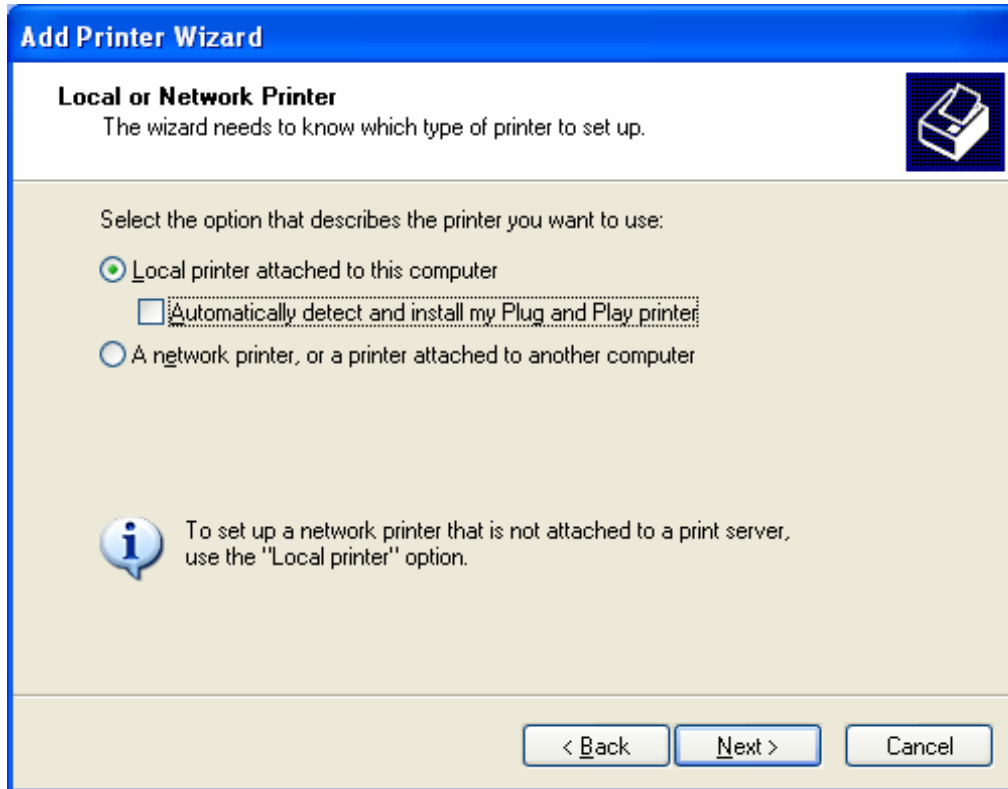 Add Printer Wizard
Local or Network Printer
The wizard needs to know which type of printer to set up.
Select the option that describes the printer you want to use:
Local printer attached to this computer
Automatically detect and install my Plug and Play printer
A network printer, or a printer attached to another computer
To set up a network printer that is not attached to a print server,
use the "Local printer" option.
< Back Next > Cancel